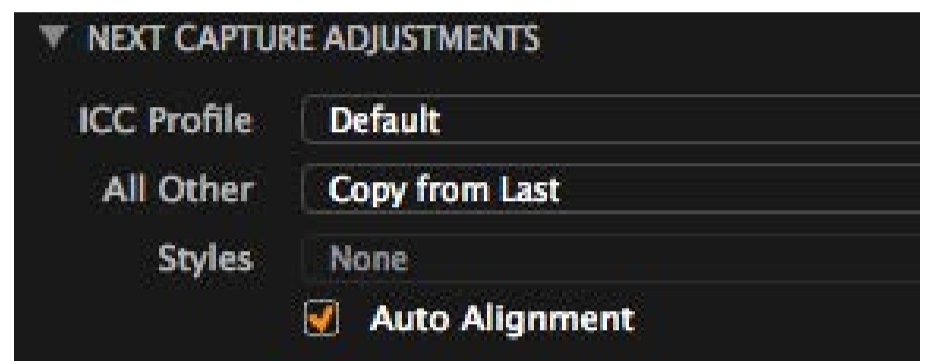 NEXT CAPTURE ADJUSTMENTS
ICC Profile Default
All Other Copy from Last
Styles None
Auto Alignment